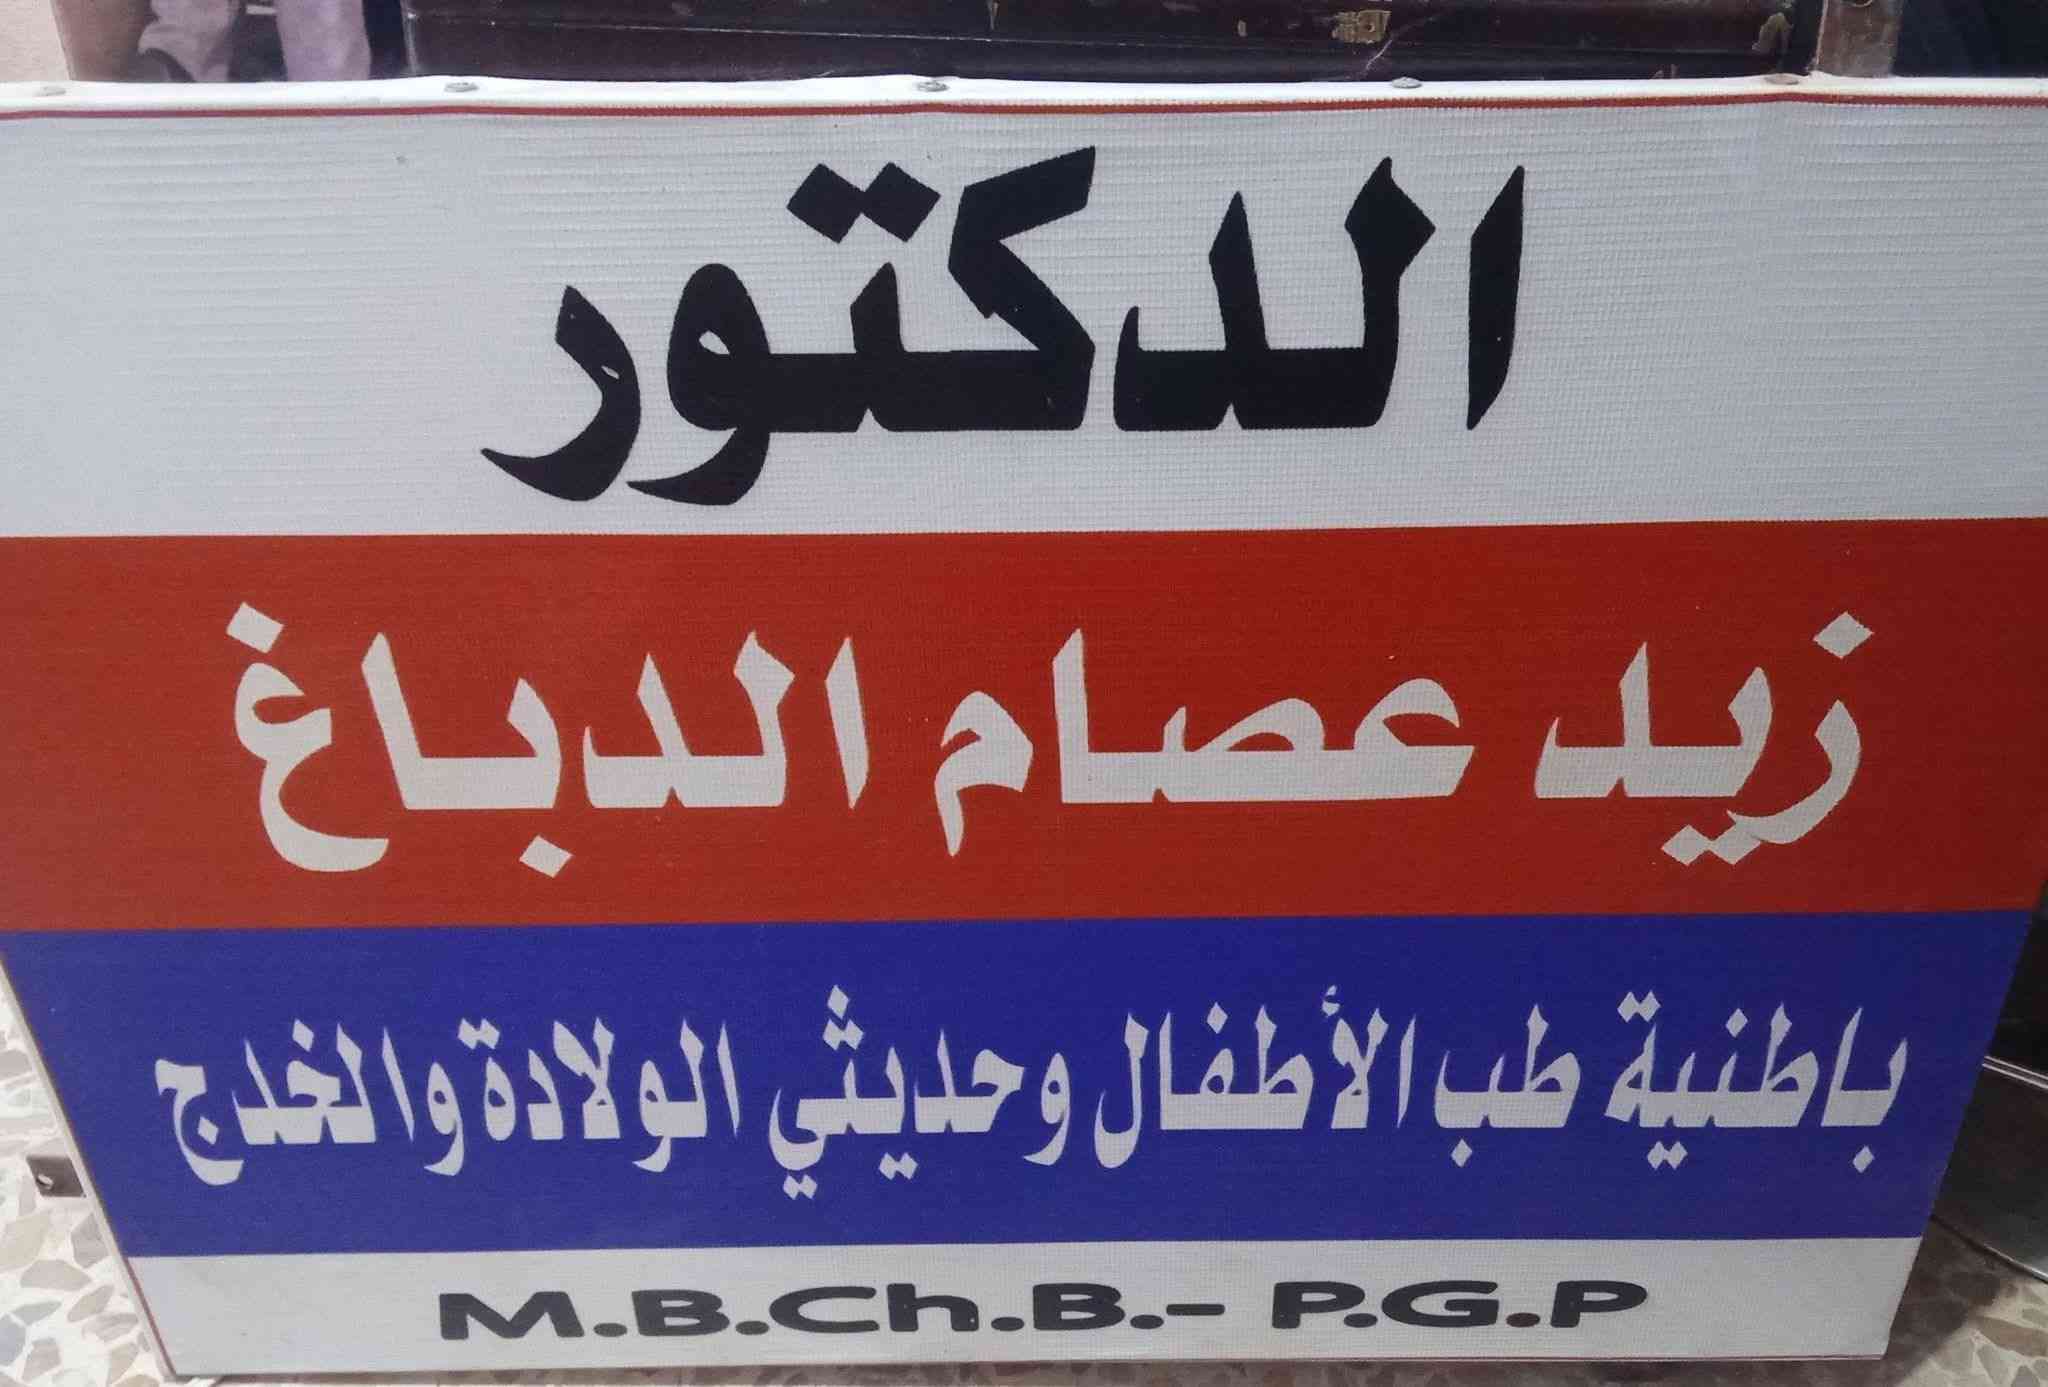 الدكتور
زيد عصام الدباغ
باطنية طب الأطفال وحديثي الولادة والخدج
M.B.Ch.B.- P.G.P